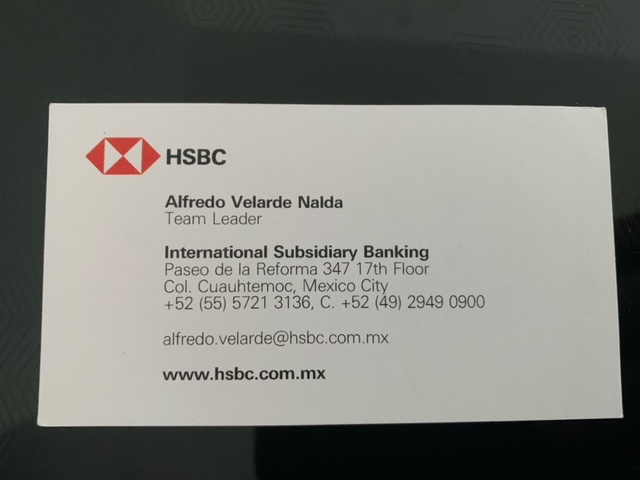 HSBC
Alfredo Velarde Nalda
Team Leader
International Subsidiary Banking
Paseo de la Reforma 347 17th Floor
Col. Cuauhtemoc, Mexico City
+52 (55) 5721 3136, C. +52 (49) 2949 0900
alfredo.velarde@hsbc.com.mx
www.hsbc.com.mx